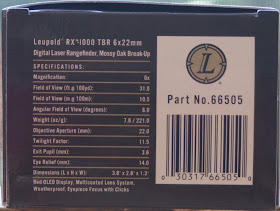 Leupold® RX®-1000 TBR 6x22mm
Digital Laser Rangefinder, Mossy Oak Break-Up
SPECIFICATIONS:
Magnification: 6x
Field of View (ft @ 100yd): 31.0
Field of View (m @ 100m): 10.5
Angular Field of View (degrees): 6.0
Weight (oz/g): 7.8 / 221.0
Objective Aperture (mm): 22.0
Twilight Factor: 11.5
Exit Pupil (mm): 3.6
Eye Relief (mm): 14.0
Dimensions (L x H x W): 3.8" x 2.8" x 1.3"
Red OLED Display, Multicoated Lens System,
Weatherproof, Eyepiece Focus with Clicks
L
Part No.66505
0 30317 66505 0